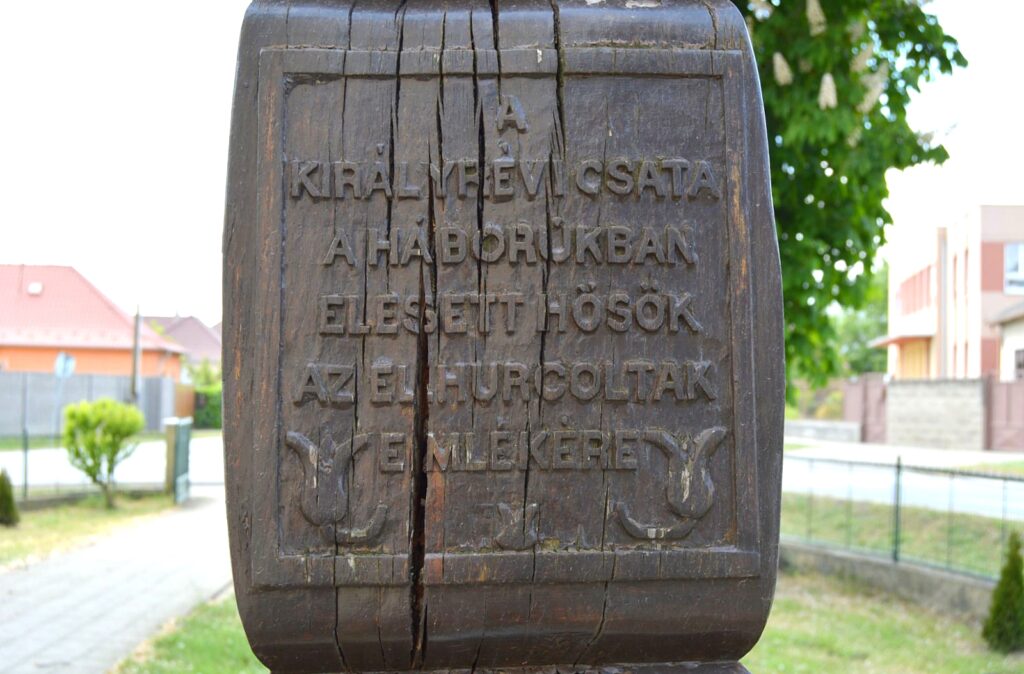 A
KIRÁLYRÉVI CSATA
A HÁBORÚKBAN
ELESETT HŐSÖK
AZ ELHURCOLTAK
EMLÉKÉRE